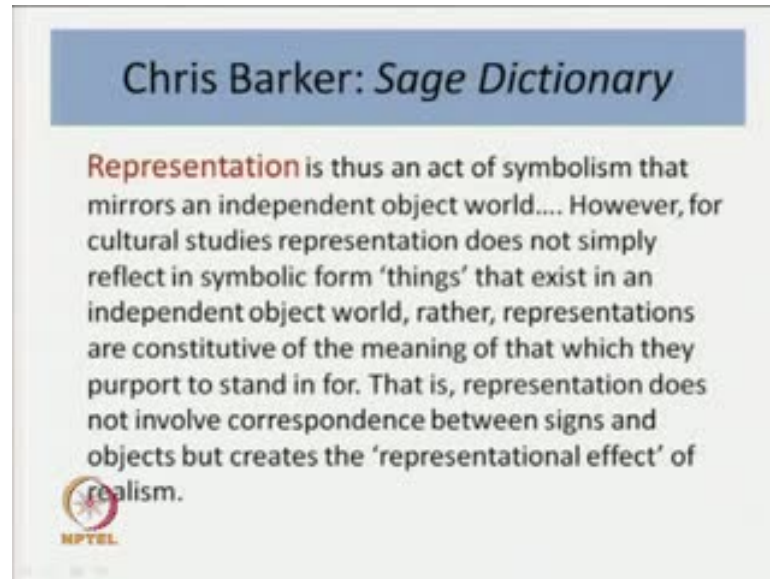 Chris Barker: Sage Dictionary
Representation is thus an act of symbolism that
mirrors an independent object world.... However, for
cultural studies representation does not simply
reflect in symbolic form ‘things’ that exist in an
independent object world, rather, representations
are constitutive of the meaning of that which they
purport to stand in for. That is, representation does
not involve correspondence between signs and
objects but creates the ‘representational effect’ of
realism.
NPTEL